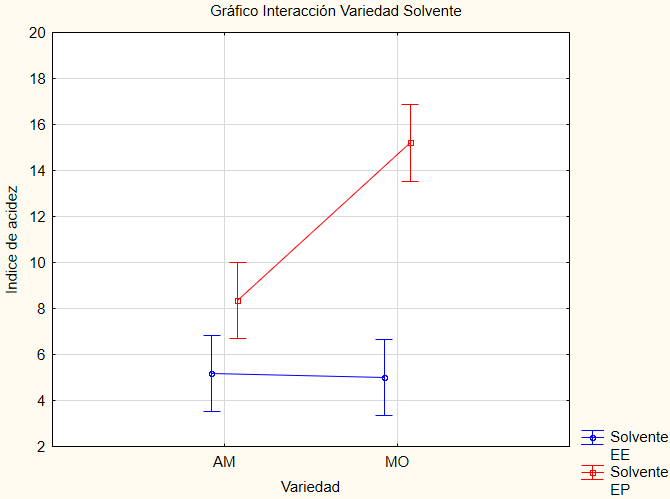 Gráfico Interacción Variedad Solvente
20
18
16
14
12
10
8
6
4
2
Indice de acidez
AM MO
Variedad
Solvente
EE
Solvente
EP